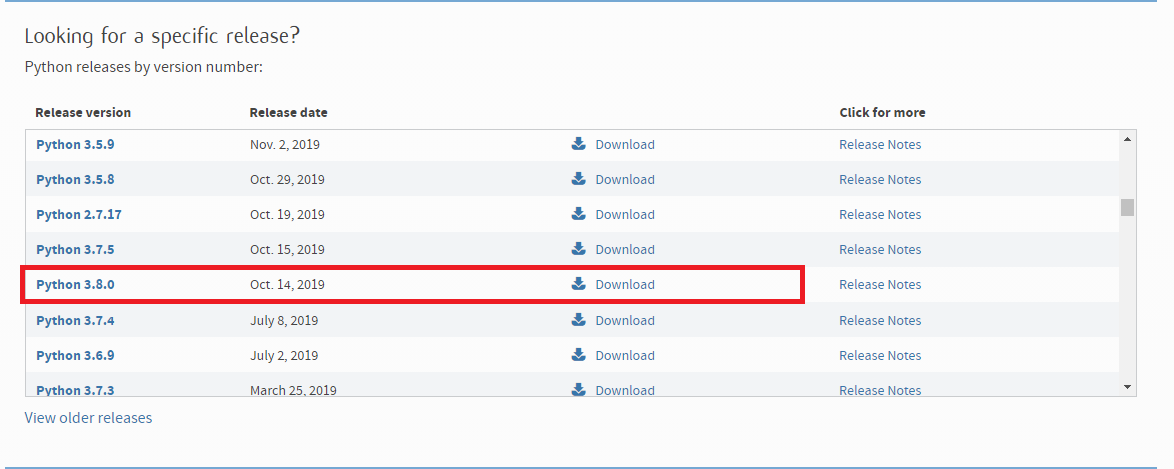 Looking for a specific release?
Python releases by version number:
Release version Release date Click for more
Python 3.5.9 Nov. 2, 2019 Download Release Notes
Python 3.5.8 Oct. 29, 2019 Download Release Notes
Python 2.7.17 Oct. 19, 2019 Download Release Notes
Python 3.7.5 Oct. 15, 2019 Download Release Notes
Python 3.8.0 Oct. 14, 2019 Download Release Notes
Python 3.7.4 July 8, 2019 Download Release Notes
Python 3.6.9 July 2, 2019 Download Release Notes
Python 3.7.3 March 25, 2019 Download Release Notes
View older releases